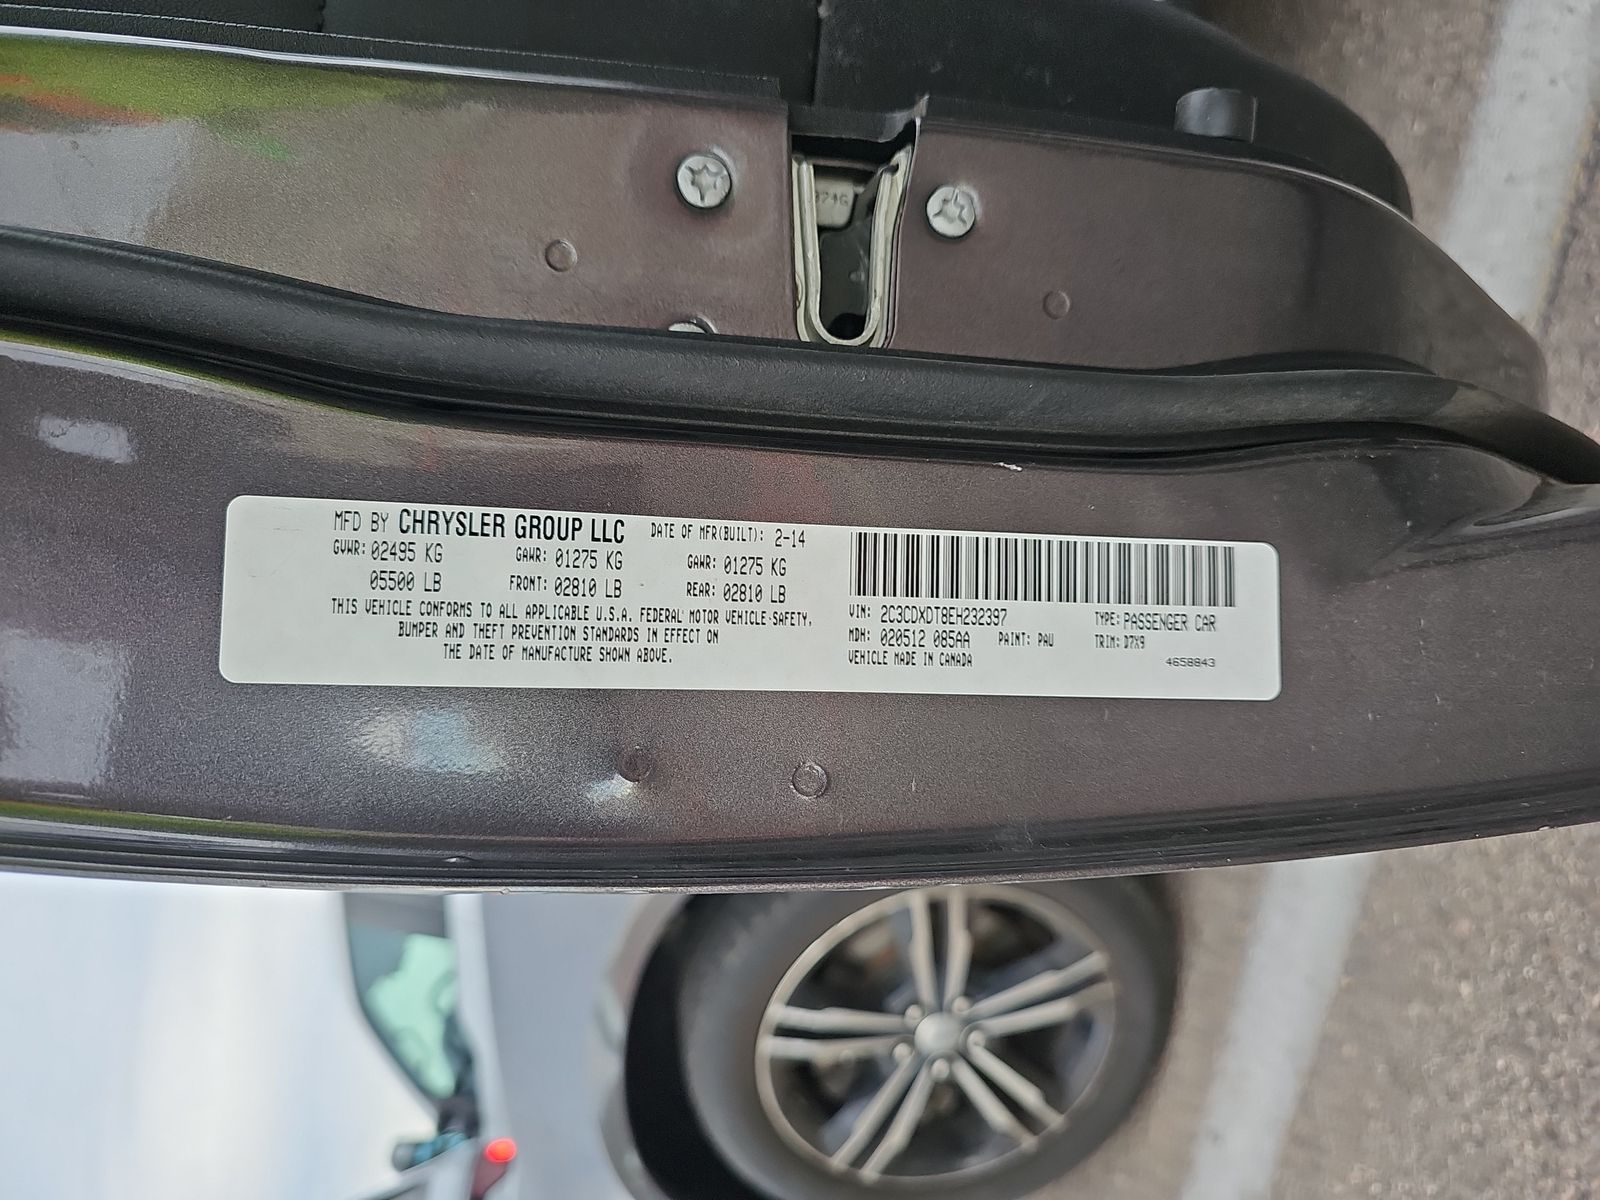 074G
MFD BY CHRYSLER GROUP LLC DATE OF MFR(BUILT): 2-14
GVWR: 02495 KG GAWR: 01275 KG GAWR: 01275 KG
05500 LB FRONT: 02810 LB REAR: 02810 LB
THIS VEHICLE CONFORMS TO ALL APPLICABLE U.S.A. FEDERAL MOTOR VEHICLE SAFETY,
BUMPER AND THEFT PREVENTION STANDARDS IN EFFECT ON
THE DATE OF MANUFACTURE SHOWN ABOVE.
VIN: 2C3CDXDT8EH232397 TYPE: PASSENGER CAR
MDH: 020512 085AA PAINT: PAU TRIM: D7X9
VEHICLE MADE IN CANADA 4658843